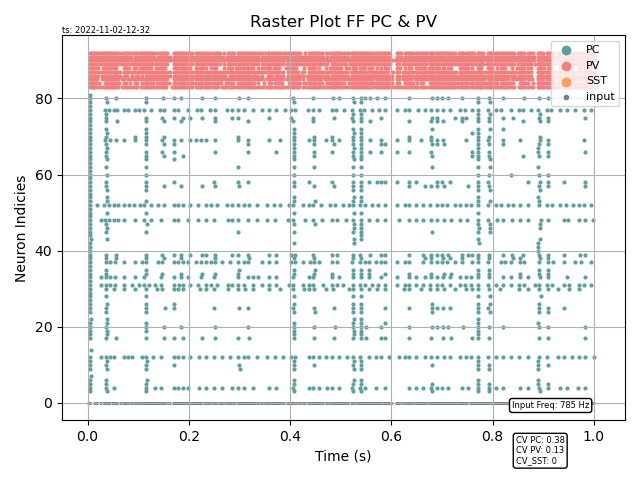 Raster Plot FF PC & PV
ts: 2022-11-02-12-32
PC
PV
SST
input
80
60
40
20
0
Neuron Indicies
Input Freq: 785 Hz
0.0 0.2 0.4 0.6 0.8 1.0
Time (s)
CV PC: 0.38
CV PV: 0.13
CV_SST: 0